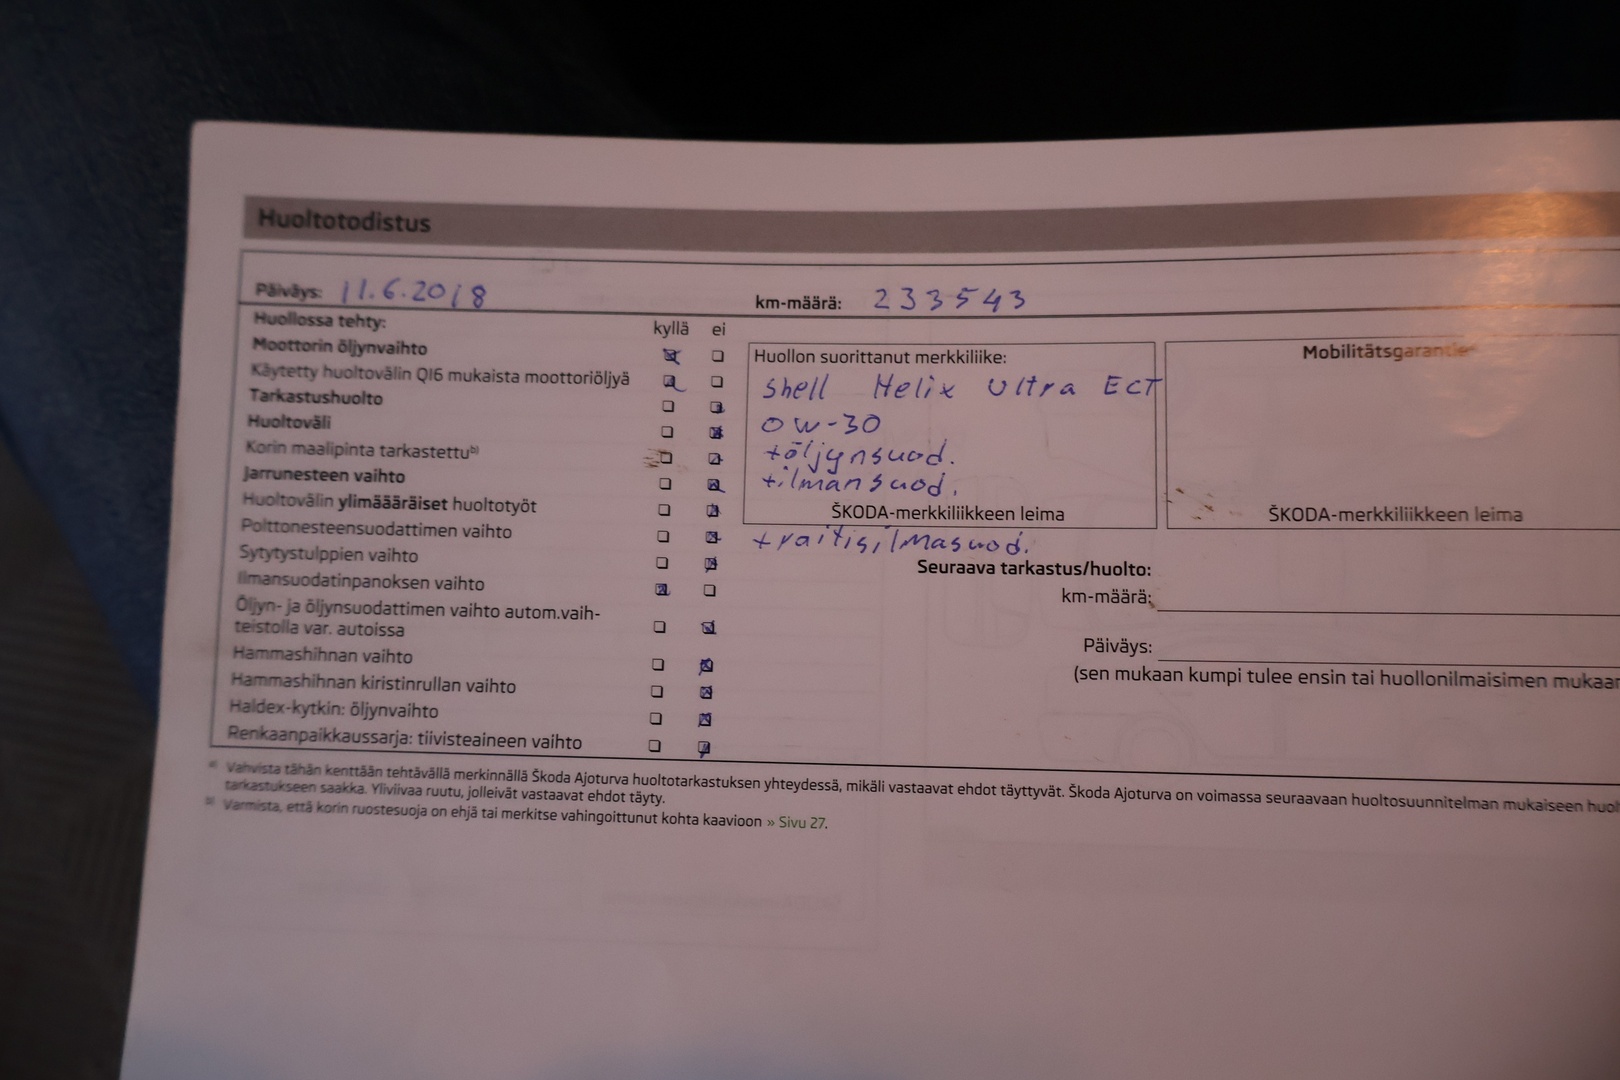 Huoltotodistus
Päiväys: 11.6.2018 km-määrä: 233543
Huollossa tehty: kyllä ei
Moottorin öljynvaihto
Käytetty huoltovälin QI6 mukaista moottoriöljyä
Tarkastushuolto
Huoltoväli
Korin maalipinta tarkastettu b)
Jarrunesteen vaihto
Huoltovälin ylimäääräiset huoltotyöt
Polttonesteensuodattimen vaihto
Sytytystulppien vaihto
Ilmansuodatinpanoksen vaihto
Öljyn- ja öljynsuodattimen vaihto autom.vaih-
teistolla var. autoissa
Hammashihnan vaihto
Hammashihnan kiristinrullan vaihto
Haldex-kytkin: öljynvaihto
Renkaanpaikkaussarja: tiivisteaineen vaihto
Huollon suorittanut merkkiliike:
Shell Helix Ultra ECT
0W-30
+öljynsuod.
+ilmansuod.
ŠKODA-merkkiliikkeen leima
+raitisilmasuod.
Mobilitätsgarantie
ŠKODA-merkkiliikkeen leima
Seuraava tarkastus/huolto:
km-määrä:
Päiväys:
(sen mukaan kumpi tulee ensin tai huollonilmaisimen mukaan
a) Vahvista tähän kenttään tehtävällä merkinnällä Škoda Ajoturva huoltotarkastuksen yhteydessä, mikäli vastaavat ehdot täyttyvät. Škoda Ajoturva on voimassa seuraavaan huoltosuunnitelman mukaiseen huol
tarkastukseen saakka. Yliviivaa ruutu, jolleivät vastaavat ehdot täyty.
b) Varmista, että korin ruostesuoja on ehjä tai merkitse vahingoittunut kohta kaavioon » Sivu 27.